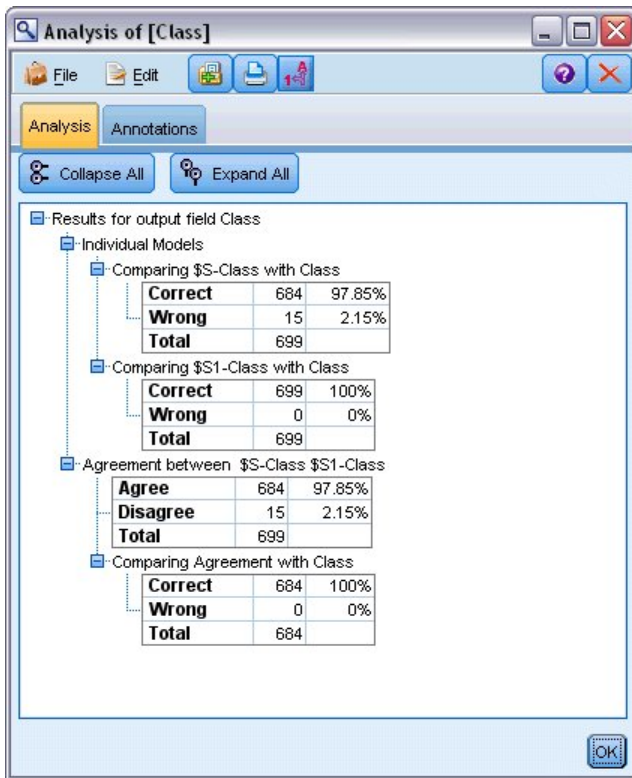 Analysis of [Class]
File Edit
Analysis Annotations
Collapse All Expand All
Results for output field Class
Individual Models
Comparing $S-Class with Class
Correct 684 97.85%
Wrong 15 2.15%
Total 699
Comparing $S1-Class with Class
Correct 699 100%
Wrong 0 0%
Total 699
Agreement between $S-Class $S1-Class
Agree 684 97.85%
Disagree 15 2.15%
Total 699
Comparing Agreement with Class
Correct 684 100%
Wrong 0 0%
Total 684
OK